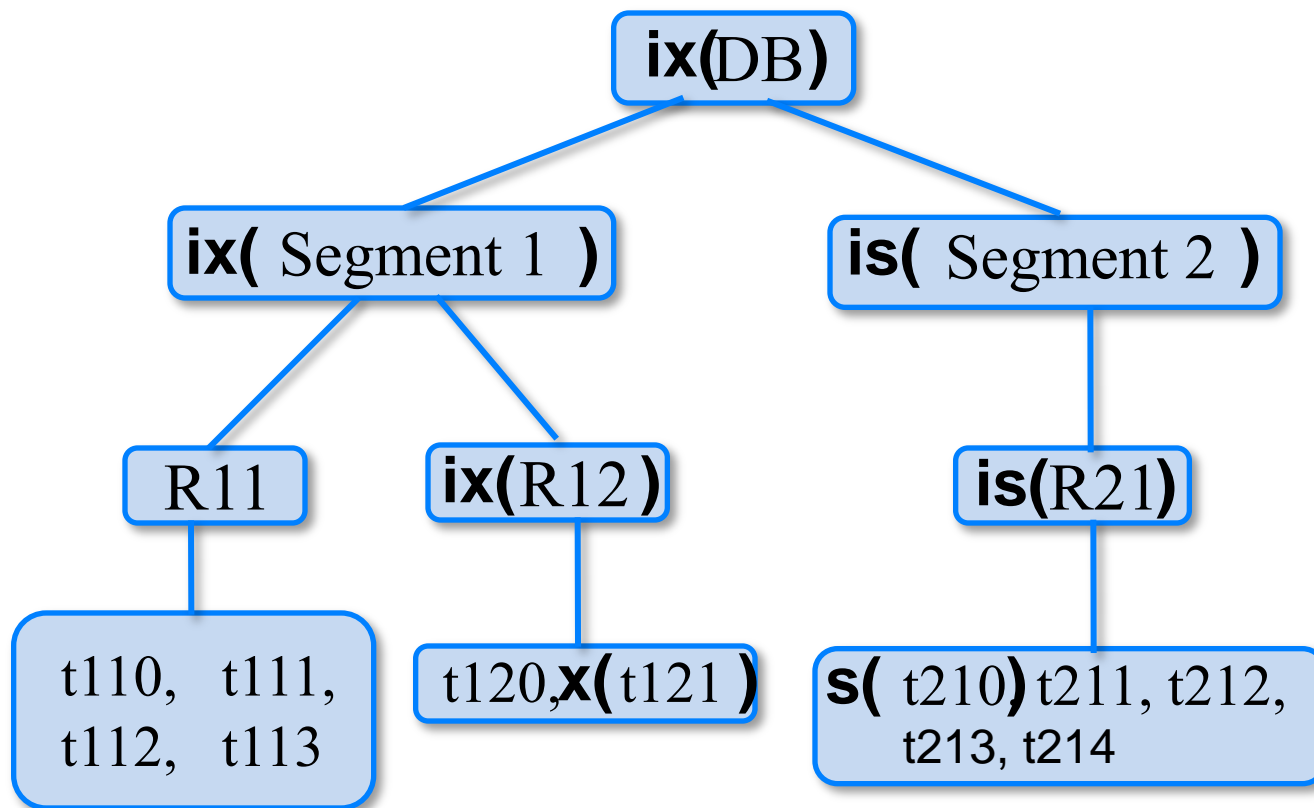 ix(DB)
ix( Segment 1 )
is( Segment 2 )
R11
ix(R12)
is(R21)
t110, t111,
t112, t113
t120,x(t121 )
s( t210) t211, t212,
t213, t214